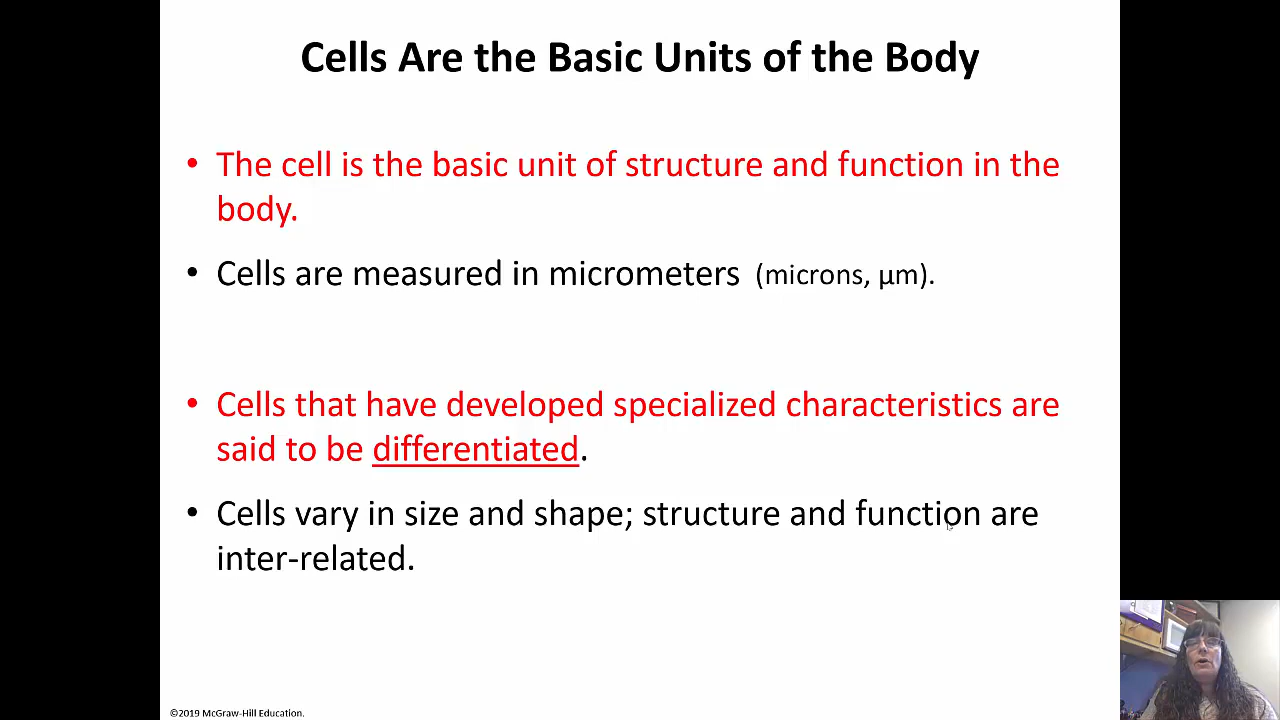 Cells Are the Basic Units of the Body
• The cell is the basic unit of structure and function in the
body.
• Cells are measured in micrometers (microns, µm).
• Cells that have developed specialized characteristics are
said to be differentiated.
• Cells vary in size and shape; structure and function are
inter-related.
©2019 McGraw-Hill Education.